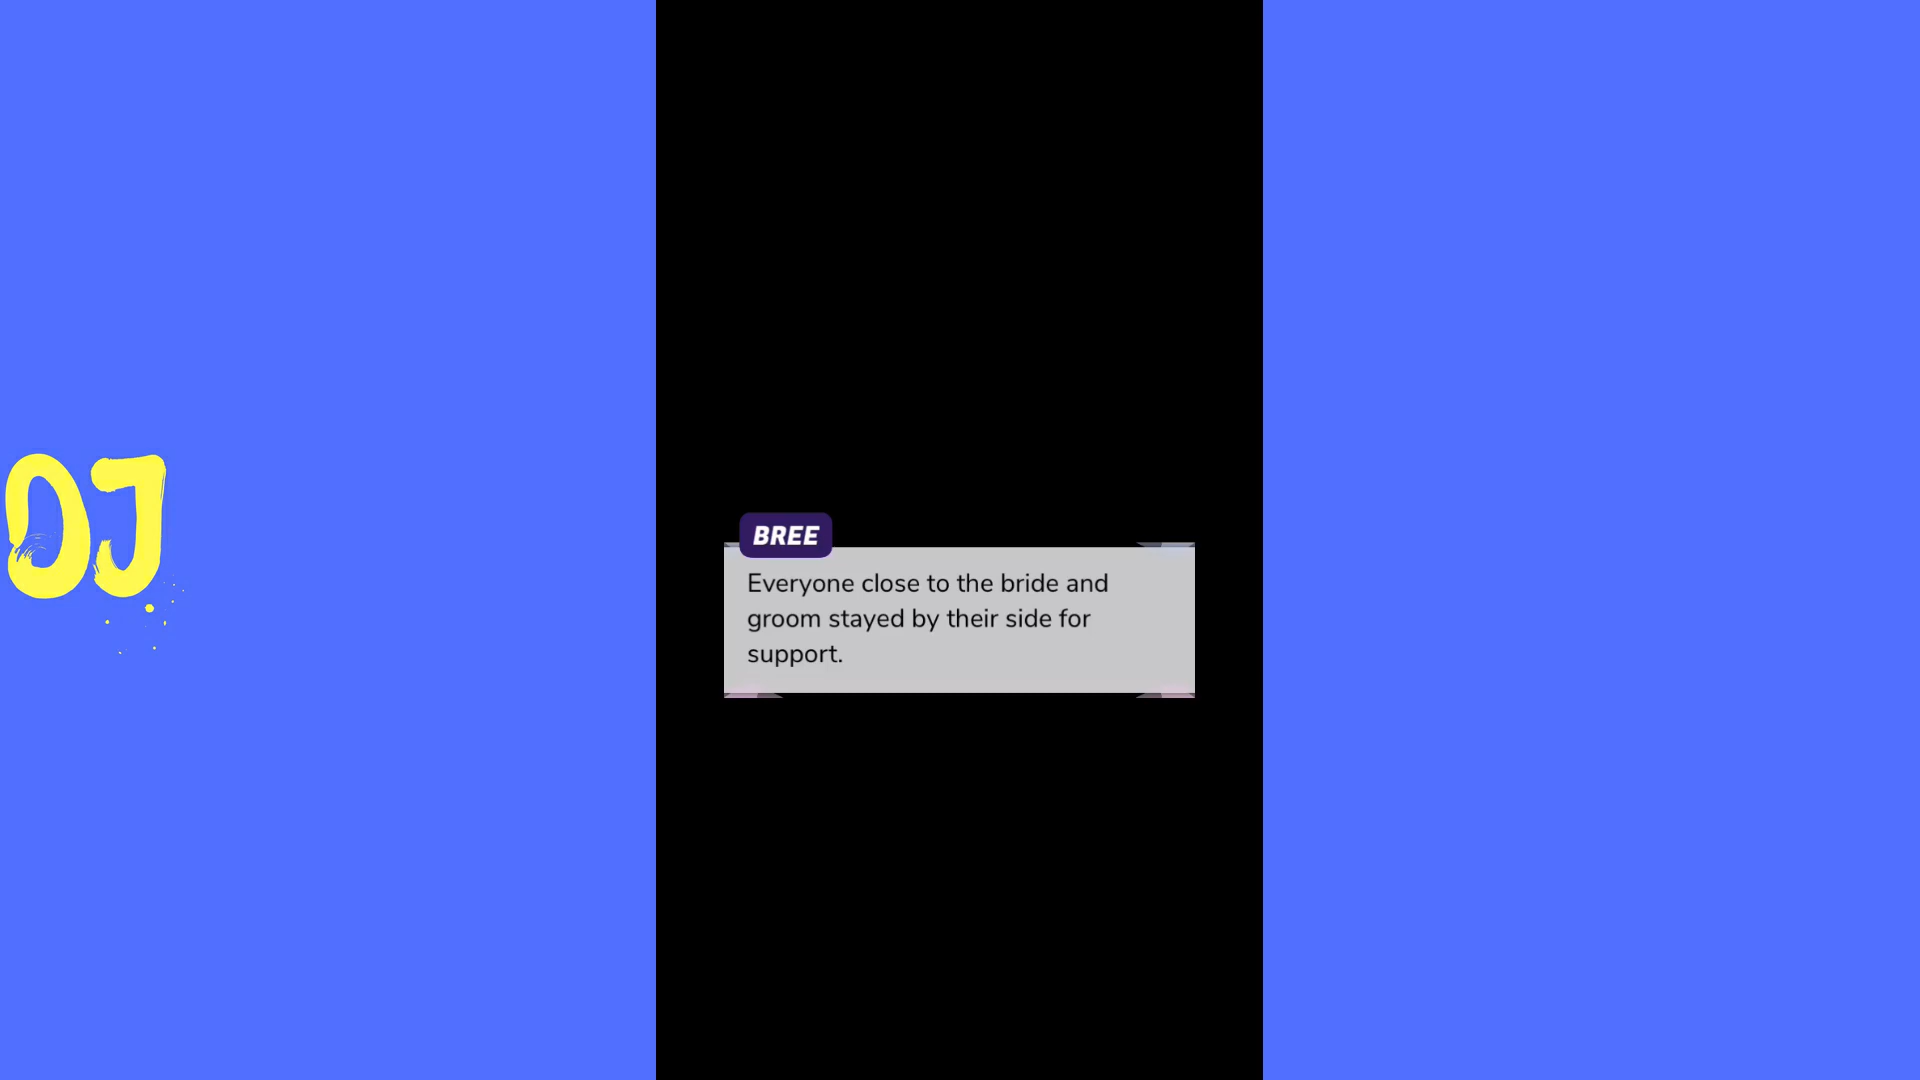 DJ
BREE
Everyone close to the bride and
groom stayed by their side for
support.